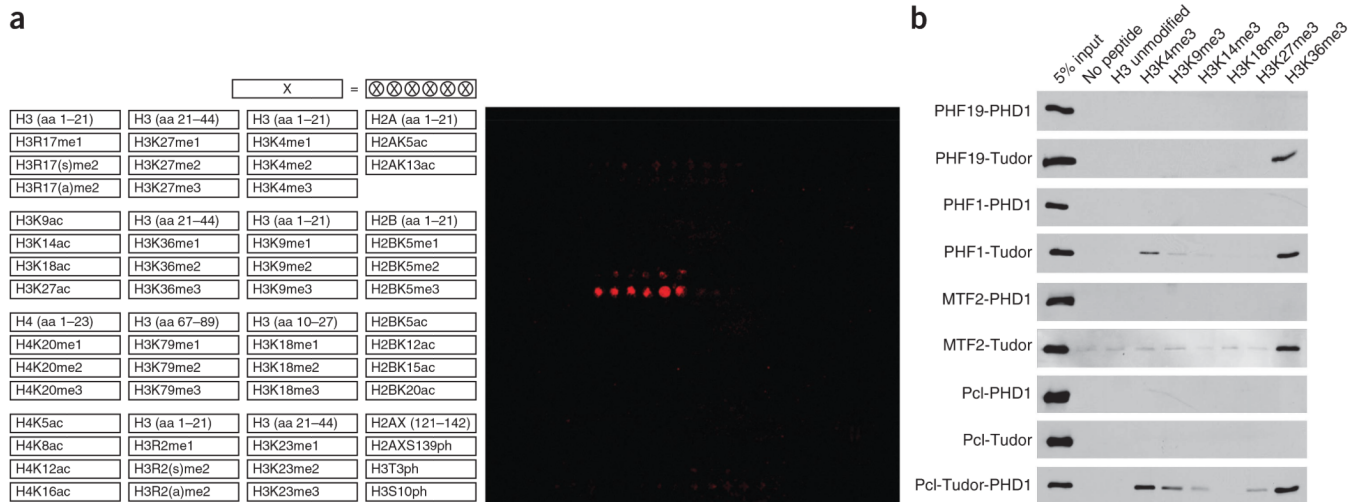 a
X = X X X X X X
H3 (aa 1–21) H3 (aa 21–44) H3 (aa 1–21) H2A (aa 1–21)
H3R17me1 H3K27me1 H3K4me1 H2AK5ac
H3R17(s)me2 H3K27me2 H3K4me2 H2AK13ac
H3R17(a)me2 H3K27me3 H3K4me3
H3K9ac H3 (aa 21–44) H3 (aa 1–21) H2B (aa 1–21)
H3K14ac H3K36me1 H3K9me1 H2BK5me1
H3K18ac H3K36me2 H3K9me2 H2BK5me2
H3K27ac H3K36me3 H3K9me3 H2BK5me3
H4 (aa 1–23) H3 (aa 67–89) H3 (aa 10–27) H2BK5ac
H4K20me1 H3K79me1 H3K18me1 H2BK12ac
H4K20me2 H3K79me2 H3K18me2 H2BK15ac
H4K20me3 H3K79me3 H3K18me3 H2BK20ac
H4K5ac H3 (aa 1–21) H3 (aa 21–44) H2AX (121–142)
H4K8ac H3R2me1 H3K23me1 H2AXS139ph
H4K12ac H3R2(s)me2 H3K23me2 H3T3ph
H4K16ac H3R2(a)me2 H3K23me3 H3S10ph
b
5% input
No peptide
H3 unmodified
H3K4me3
H3K9me3
H3K14me3
H3K18me3
H3K27me3
H3K36me3
PHF19-PHD1
PHF19-Tudor
PHF1-PHD1
PHF1-Tudor
MTF2-PHD1
MTF2-Tudor
Pcl-PHD1
Pcl-Tudor
Pcl-Tudor-PHD1